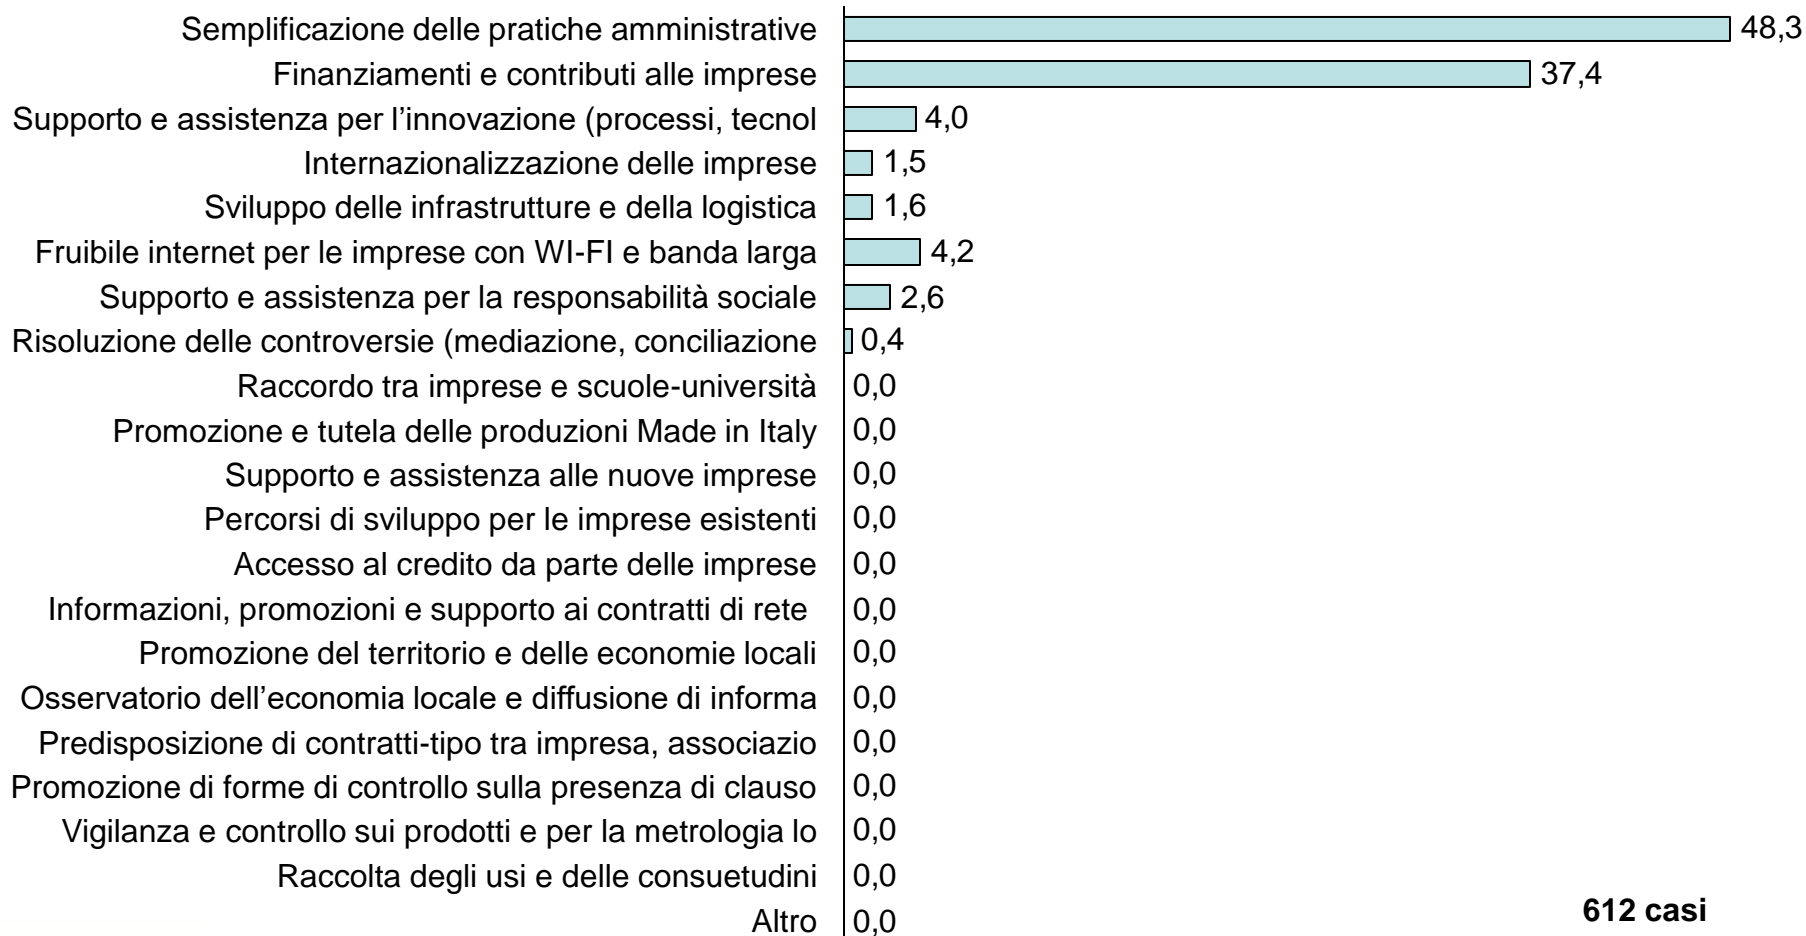 Semplificazione delle pratiche amministrative 48,3
Finanziamenti e contributi alle imprese 37,4
Supporto e assistenza per l’innovazione (processi, tecnol 4,0
Internazionalizzazione delle imprese 1,5
Sviluppo delle infrastrutture e della logistica 1,6
Fruibile internet per le imprese con WI-FI e banda larga 4,2
Supporto e assistenza per la responsabilità sociale 2,6
Risoluzione delle controversie (mediazione, conciliazione 0,4
Raccordo tra imprese e scuole-università 0,0
Promozione e tutela delle produzioni Made in Italy 0,0
Supporto e assistenza alle nuove imprese 0,0
Percorsi di sviluppo per le imprese esistenti 0,0
Accesso al credito da parte delle imprese 0,0
Informazioni, promozioni e supporto ai contratti di rete 0,0
Promozione del territorio e delle economie locali 0,0
Osservatorio dell’economia locale e diffusione di informa 0,0
Predisposizione di contratti-tipo tra impresa, associazio 0,0
Promozione di forme di controllo sulla presenza di clauso 0,0
Vigilanza e controllo sui prodotti e per la metrologia lo 0,0
Raccolta degli usi e delle consuetudini 0,0
Altro 0,0
612 casi